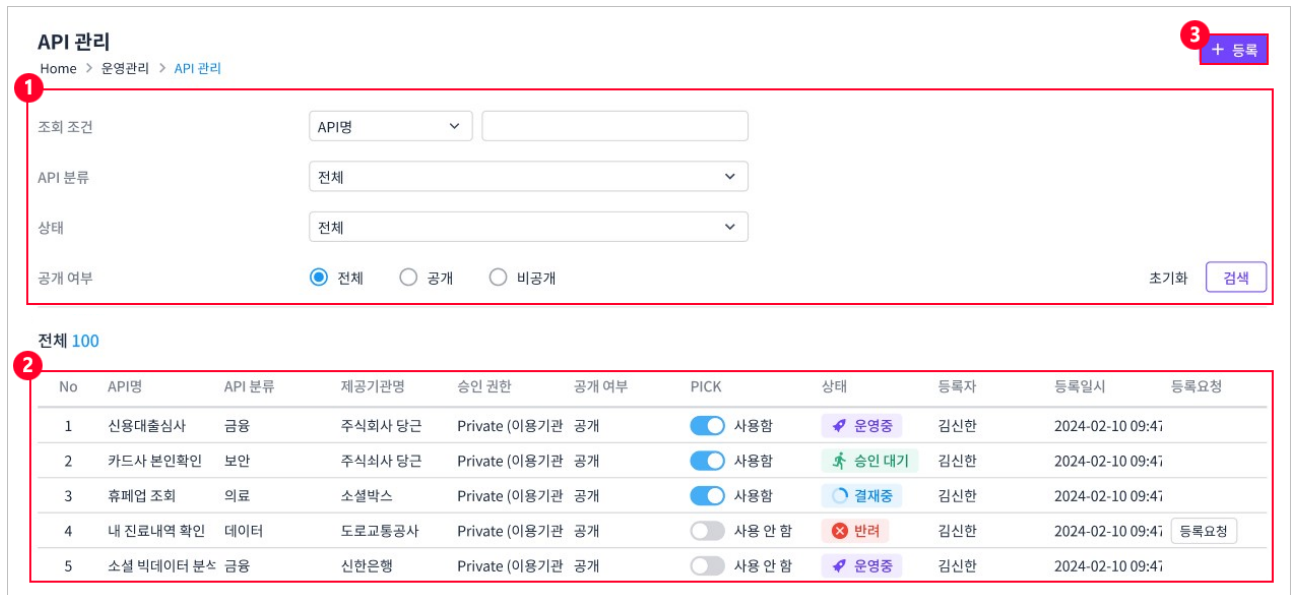 API 관리
3
+ 등록
Home > 운영관리 > API 관리
1
조회 조건 API명
API 분류 전체
상태 전체
공개 여부 전체 공개 비공개 초기화 검색
전체 100
2
No API명 API 분류 제공기관명 승인 권한 공개 여부 PICK 상태 등록자 등록일시 등록요청
1 신용대출심사 금융 주식회사 당근 Private (이용기관 공개 사용함 운영중 김신한 2024-02-10 09:47
2 카드사 본인확인 보안 주식쇠사 당근 Private (이용기관 공개 사용함 승인 대기 김신한 2024-02-10 09:47
3 휴페업 조회 의료 소셜박스 Private (이용기관 공개 사용함 결재중 김신한 2024-02-10 09:47
4 내 진료내역 확인 데이터 도로교통공사 Private (이용기관 공개 사용 안 함 반려 김신한 2024-02-10 09:47 등록요청
5 소셜 빅데이터 분석 금융 신한은행 Private (이용기관 공개 사용 안 함 운영중 김신한 2024-02-10 09:47